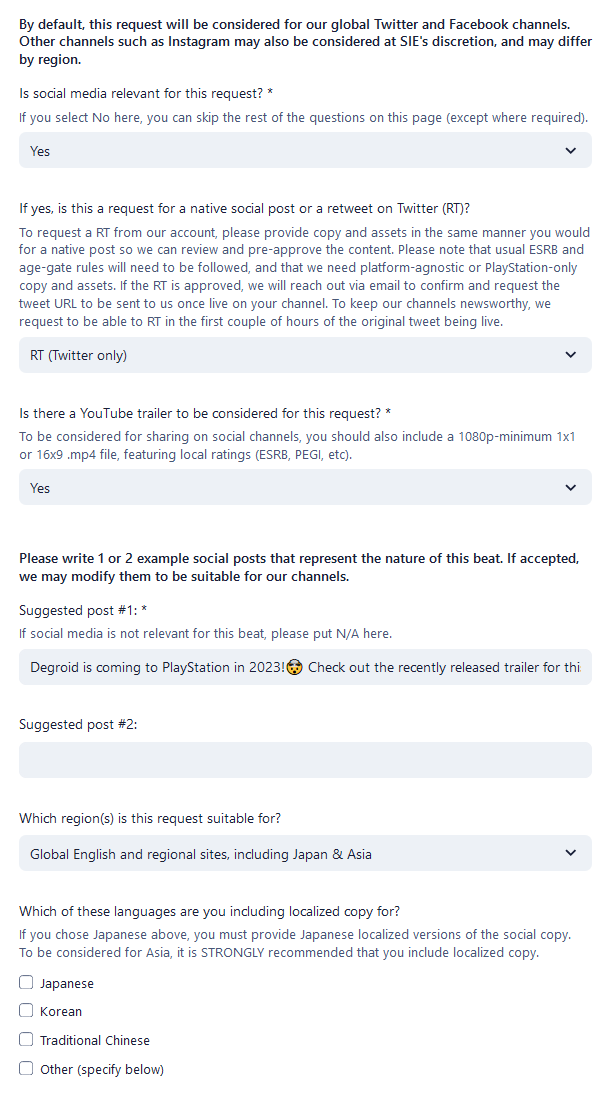 By default, this request will be considered for our global Twitter and Facebook channels.
Other channels such as Instagram may also be considered at SIE's discretion, and may differ
by region.
Is social media relevant for this request? *
If you select No here, you can skip the rest of the questions on this page (except where required).
Yes
If yes, is this a request for a native social post or a retweet on Twitter (RT)?
To request a RT from our account, please provide copy and assets in the same manner you would
for a native post so we can review and pre-approve the content. Please note that usual ESRB and
age-gate rules will need to be followed, and that we need platform-agnostic or PlayStation-only
copy and assets. If the RT is approved, we will reach out via email to confirm and request the
tweet URL to be sent to us once live on your channel. To keep our channels newsworthy, we
request to be able to RT in the first couple of hours of the original tweet being live.
RT (Twitter only)
Is there a YouTube trailer to be considered for this request? *
To be considered for sharing on social channels, you should also include a 1080p-minimum 1x1
or 16x9 .mp4 file, featuring local ratings (ESRB, PEGI, etc).
Yes
Please write 1 or 2 example social posts that represent the nature of this beat. If accepted,
we may modify them to be suitable for our channels.
Suggested post #1: *
If social media is not relevant for this beat, please put N/A here.
Degroid is coming to PlayStation in 2023!😲 Check out the recently released trailer for thi
Suggested post #2:
Which region(s) is this request suitable for?
Global English and regional sites, including Japan & Asia
Which of these languages are you including localized copy for?
If you chose Japanese above, you must provide Japanese localized versions of the social copy.
To be considered for Asia, it is STRONGLY recommended that you include localized copy.
Japanese
Korean
Traditional Chinese
Other (specify below)